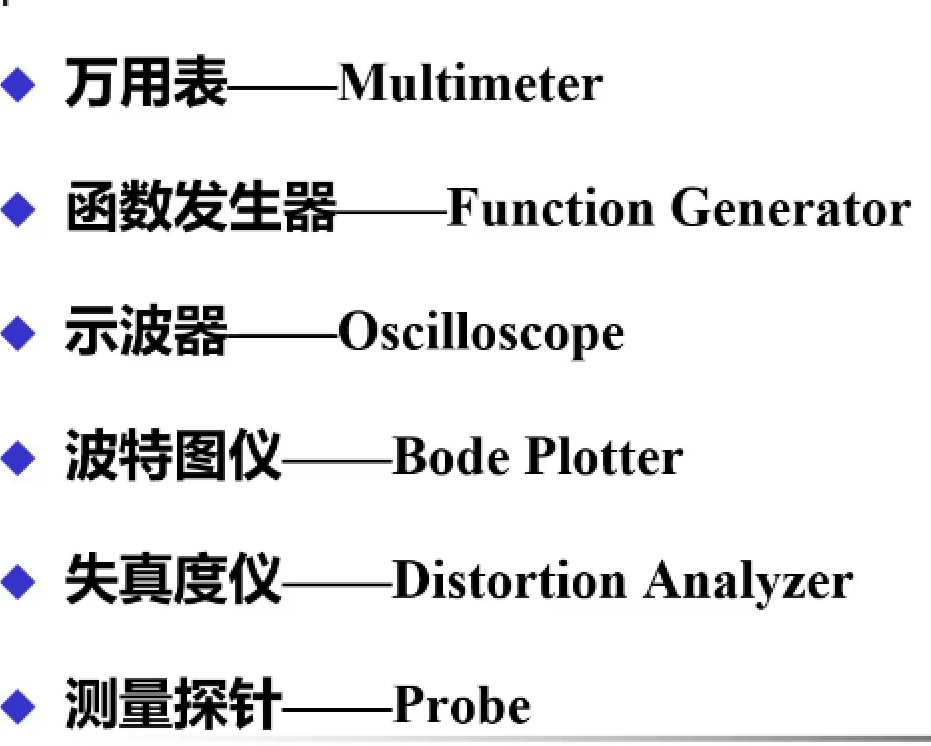 万用表——Multimeter
函数发生器——Function Generator
示波器——Oscilloscope
波特图仪——Bode Plotter
失真度仪——Distortion Analyzer
测量探针——Probe